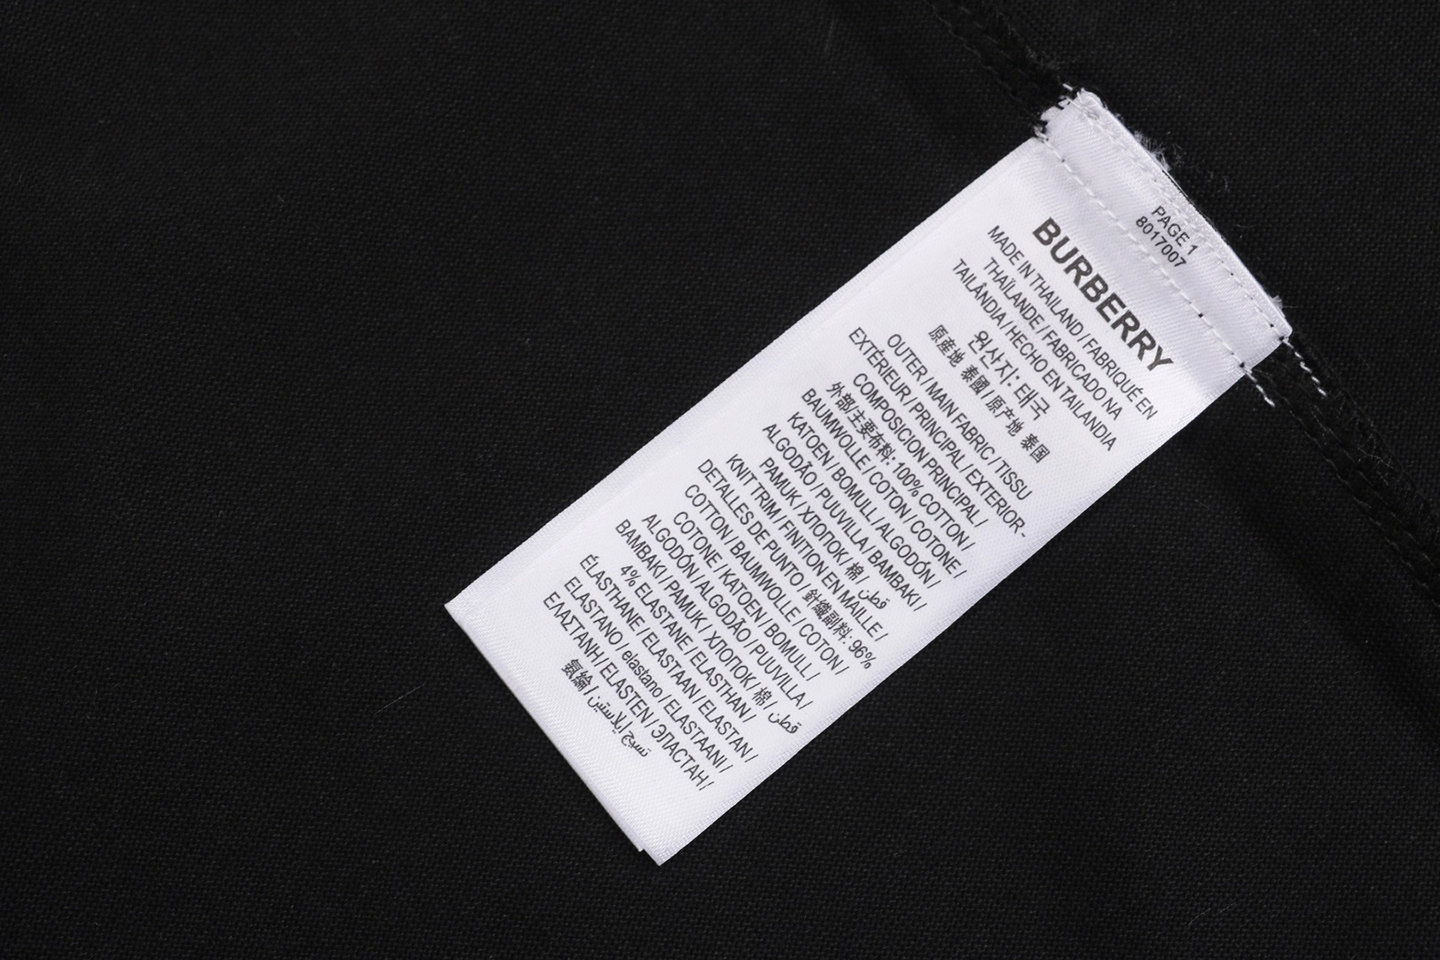 PAGE 1
8017007
BURBERRY
MADE IN THAILAND / FABRIQUÉ EN
THAÏLANDE / FABRICADO NA
TAILÂNDIA / HECHO EN TAILANDIA
원산지: 태국
原産地 泰國 / 原产地 泰国
OUTER / MAIN FABRIC / TISSU
EXTÉRIEUR / PRINCIPAL / EXTERIOR-
COMPOSICION PRINCIPAL /
外部/主要布料: 100% COTTON /
BAUMWOLLE / COTON / COTONE /
KATOEN / BOMULL / ALGODÓN /
ALGODÃO / PUUVILLA / BAMBAKI /
PAMUK / ХЛОПОК / 棉 / قطن
KNIT TRIM / FINITION EN MAILLE /
DETALLES DE PUNTO / 針織副料: 96%
COTTON / BAUMWOLLE / COTON /
COTONE / KATOEN / BOMULL /
ALGODÓN / ALGODÃO / PUUVILLA /
BAMBAKI / PAMUK / ХЛОПОК / 棉 / قطن
4% ELASTANE / ELASTHAN /
ÉLASTHANE / ELASTAAN / ELASTAN /
ELASTANO / elastano / ELASTAANI /
ΕΛΑΣΤΑΝΗ / ELASTEN / ЭЛАСТАН /
氨綸 / نسيج إيلاستين